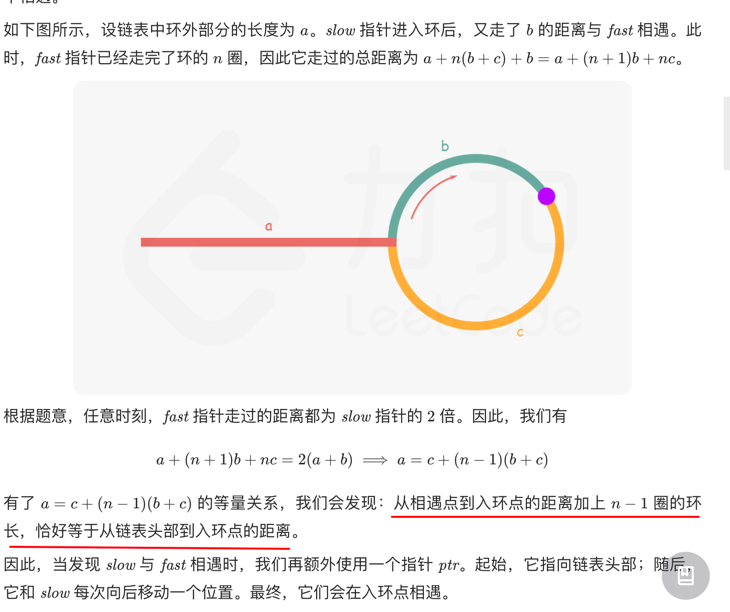 如下图所示，设链表中环外部分的长度为 a。slow 指针进入环后，又走了 b 的距离与 fast 相遇。此
时，fast 指针已经走完了环的 n 圈，因此它走过的总距离为 a + n(b + c) + b = a + (n + 1)b + nc。
b
a
力扣
LeetCode
c
根据题意，任意时刻，fast 指针走过的距离都为 slow 指针的 2 倍。因此，我们有
a + (n + 1)b + nc = 2(a + b) ⟹ a = c + (n − 1)(b + c)
有了 a = c + (n − 1)(b + c) 的等量关系，我们会发现：从相遇点到入环点的距离加上 n − 1 圈的环
长，恰好等于从链表头部到入环点的距离。
因此，当发现 slow 与 fast 相遇时，我们再额外使用一个指针 ptr。起始，它指向链表头部；随后，
它和 slow 每次向后移动一个位置。最终，它们会在入环点相遇。